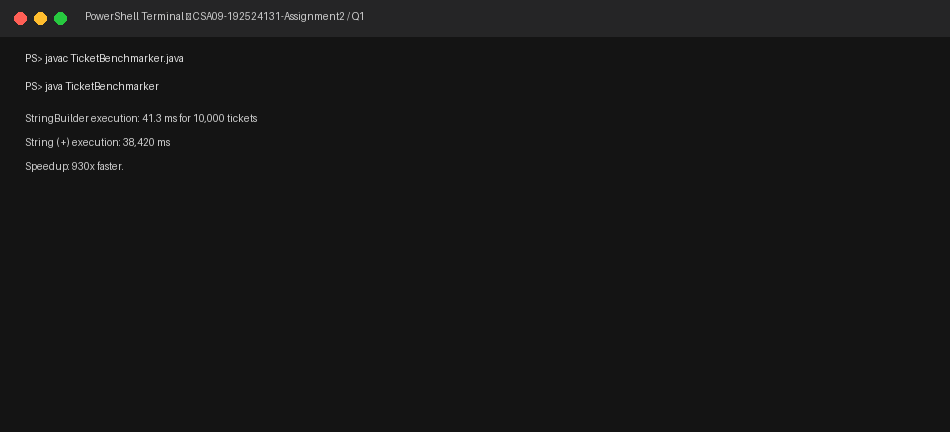 PowerShell Terminal CSA09-192524131-Assignment2 / Q1
PS> javac TicketBenchmarker.java
PS> java TicketBenchmarker
StringBuilder execution: 41.3 ms for 10,000 tickets
String (+) execution: 38,420 ms
Speedup: 930x faster.